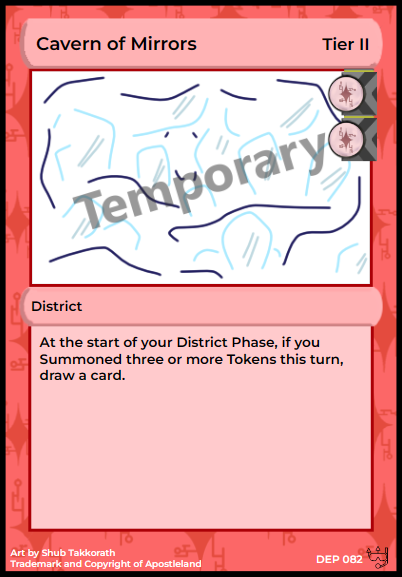 Cavern of Mirrors
Tier II
Temporary
District
At the start of your District Phase, if you
Summoned three or more Tokens this turn,
draw a card.
Art by Shub Takkorath
Trademark and Copyright of Apostleland
DEP 082